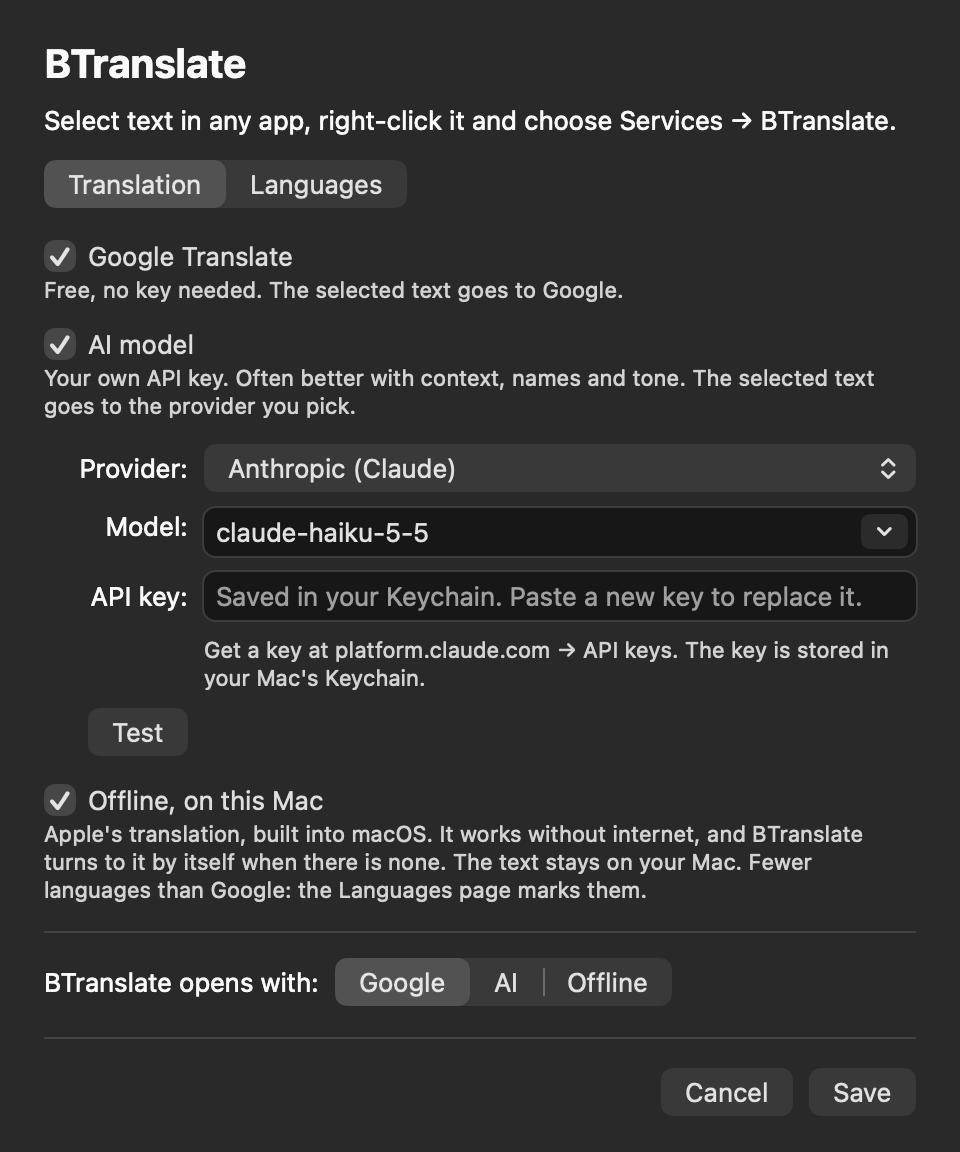 BTranslate
Select text in any app, right-click it and choose Services → BTranslate.
Translation Languages
Google Translate
Free, no key needed. The selected text goes to Google.
AI model
Your own API key. Often better with context, names and tone. The selected text
goes to the provider you pick.
Provider: Anthropic (Claude)
Model: claude-haiku-5-5
API key: Saved in your Keychain. Paste a new key to replace it.
Get a key at platform.claude.com → API keys. The key is stored in
your Mac's Keychain.
Test
Offline, on this Mac
Apple's translation, built into macOS. It works without internet, and BTranslate
turns to it by itself when there is none. The text stays on your Mac. Fewer
languages than Google: the Languages page marks them.
BTranslate opens with: Google AI Offline
Cancel Save